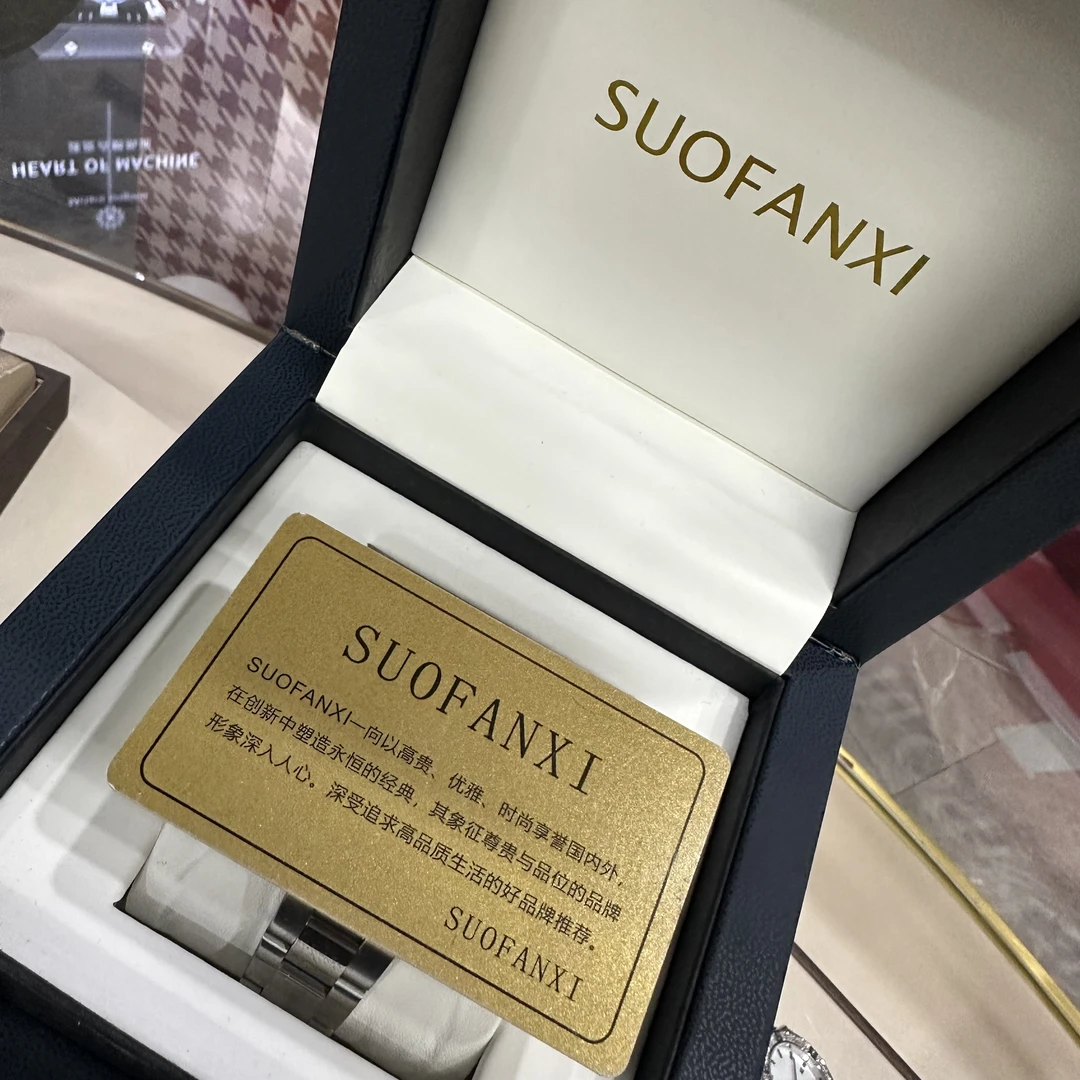 SUOFANXI
HEART OF MACHINE
SUOFANXI
SUOFANXI一向以高贵、优雅、时尚享誉国内外,
在创新中塑造永恒的经典，其象征尊贵与品位的品牌
形象深入人心。深受追求高品质生活的好品牌推荐。
SUOFANXI